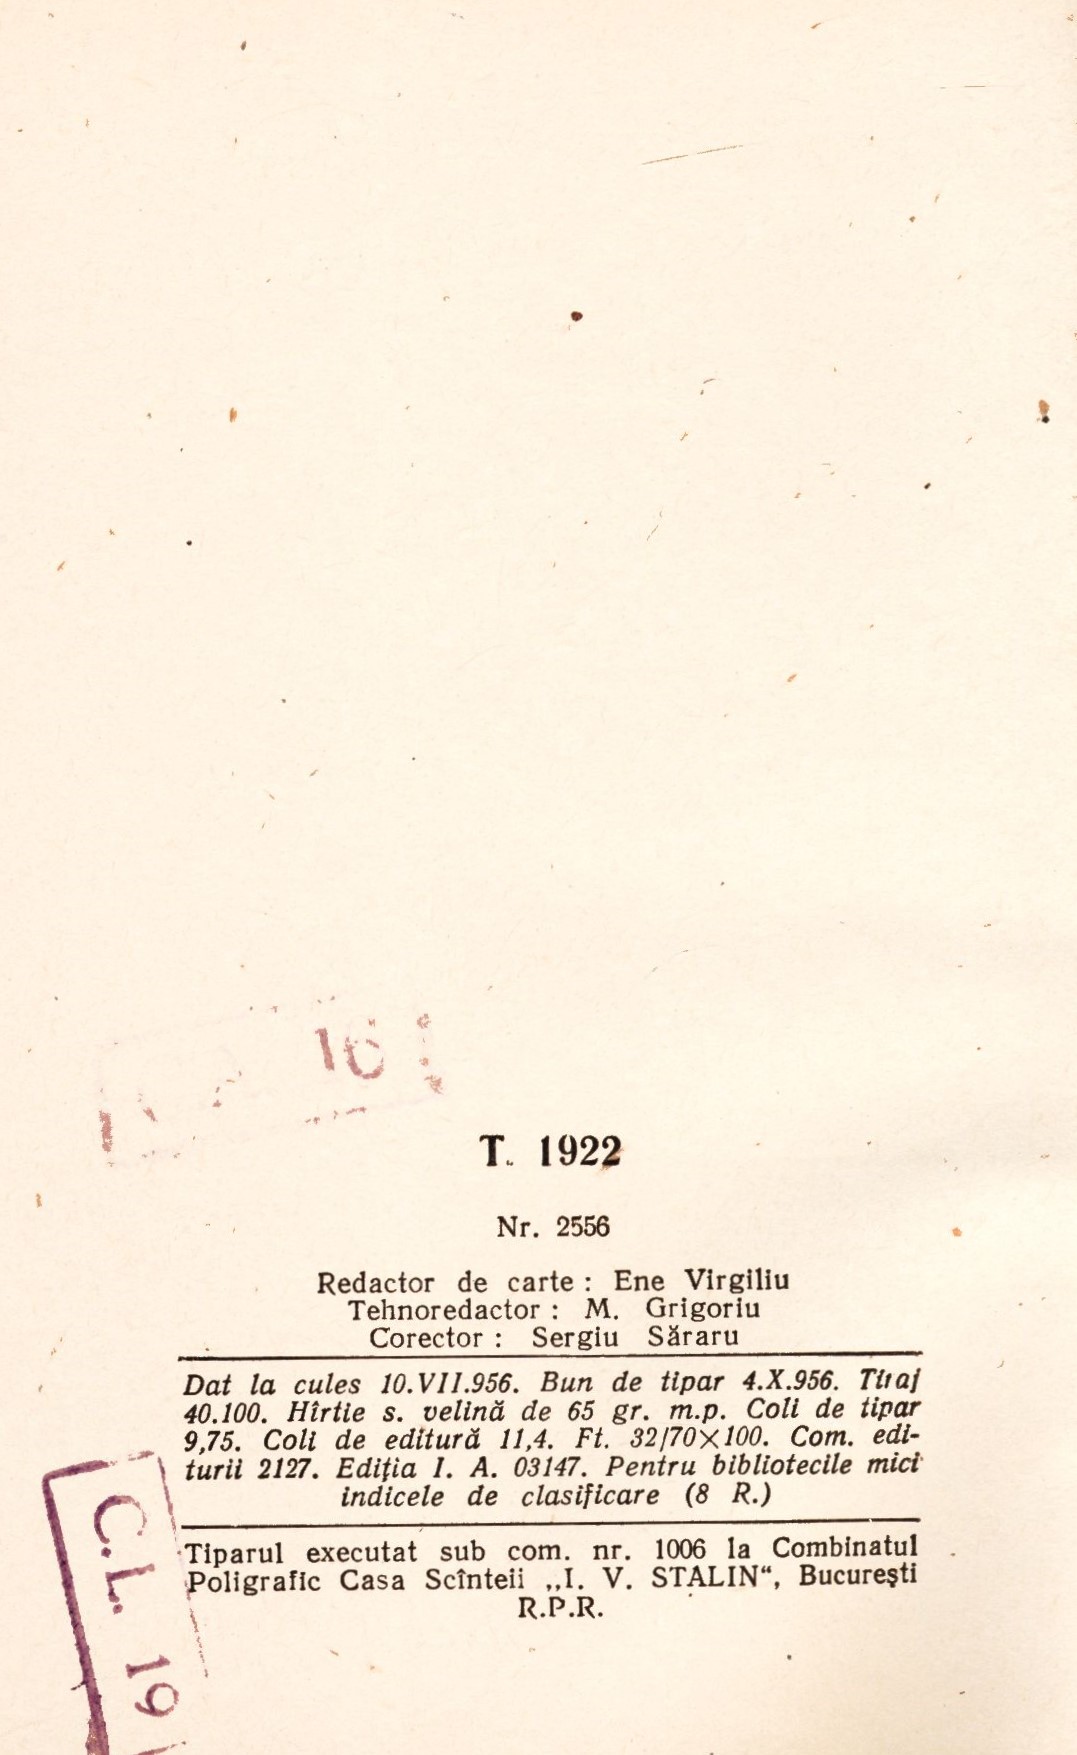 16
T. 1922
Nr. 2556
Redactor de carte : Ene Virgiliu
Tehnoredactor : M. Grigoriu
Corector : Sergiu Săraru
Dat la cules 10.VII.956. Bun de tipar 4.X.956. Tiraj
40.100. Hîrtie s. velină de 65 gr. m.p. Coli de tipar
9,75. Coli de editură 11,4. Ft. 32/70×100. Com. edi-
turii 2127. Ediția I. A. 03147. Pentru bibliotecile mici
indicele de clasificare (8 R.)
Tiparul executat sub com. nr. 1006 la Combinatul
Poligrafic Casa Scînteii „I. V. STALIN“, București
R.P.R.
C.L. 19